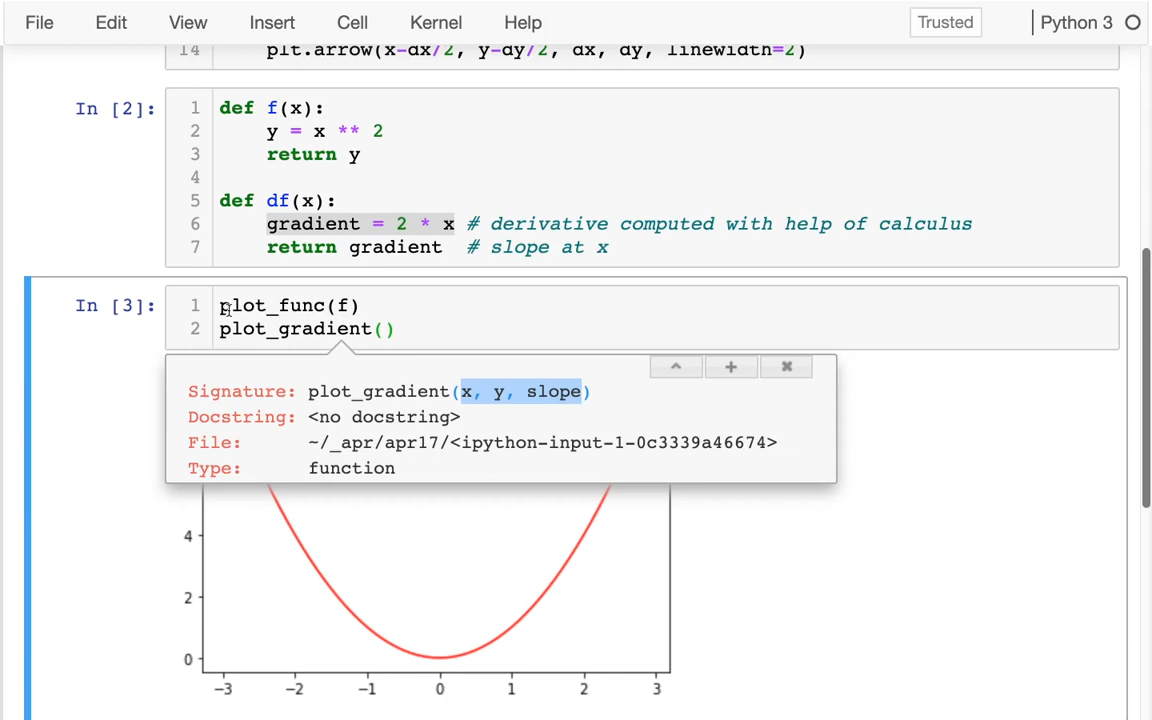 File Edit View Insert Cell Kernel Help Trusted Python 3
14 plt.arrow(x-dx/2, y-dy/2, dx, dy, linewidth=2)
In [2]:
1 def f(x):
2 y = x ** 2
3 return y
4
5 def df(x):
6 gradient = 2 * x # derivative computed with help of calculus
7 return gradient # slope at x
In [3]:
1 plot_func(f)
2 plot_gradient()
Signature: plot_gradient(x, y, slope)
Docstring: <no docstring>
File: ~/_apr/apr17/<ipython-input-1-0c3339a46674>
Type: function
4
2
0
−3 −2 −1 0 1 2 3